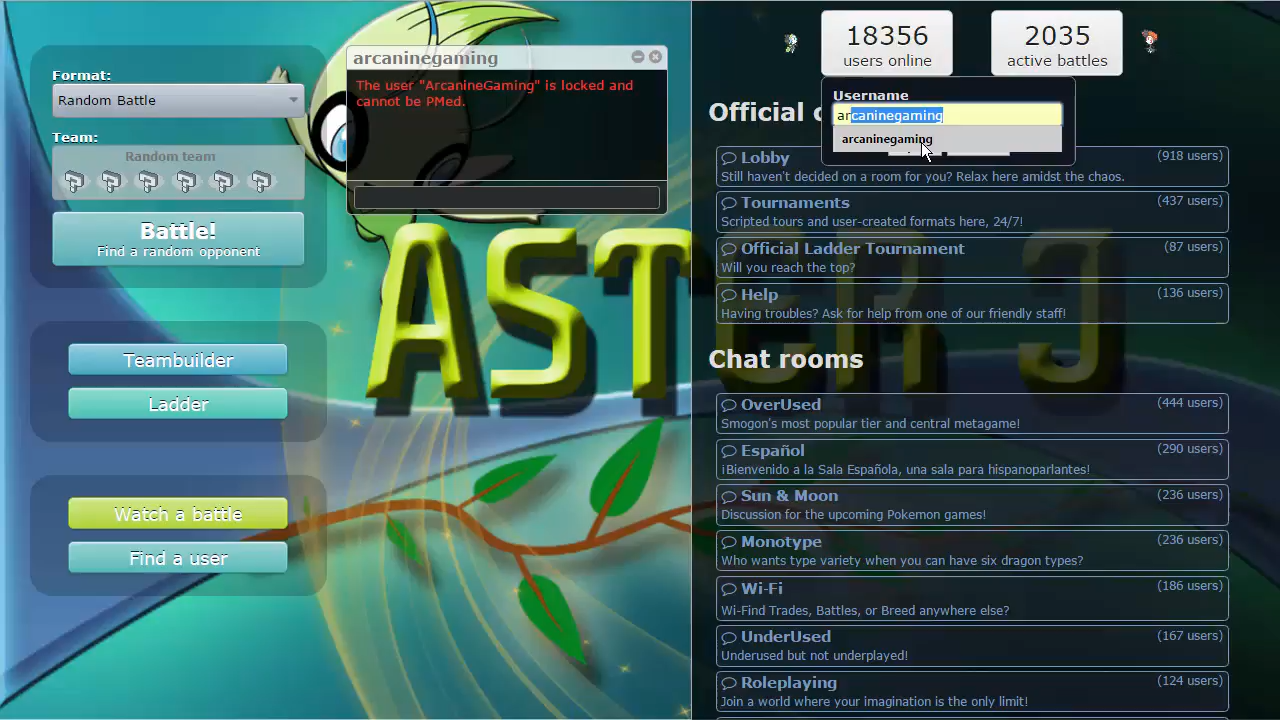 Format:
Random Battle
Team:
Random team
Battle!
Find a random opponent
Teambuilder
Ladder
Watch a battle
Find a user
arcaninegaming
The user "ArcanineGaming" is locked and
cannot be PMed.
ASTER J
18356
users online
2035
active battles
Username
arcaninegaming
arcaninegaming
Official
Lobby (918 users)
Still haven't decided on a room for you? Relax here amidst the chaos.
Tournaments (437 users)
Scripted tours and user-created formats here, 24/7!
Official Ladder Tournament (87 users)
Will you reach the top?
Help (136 users)
Having troubles? Ask for help from one of our friendly staff!
Chat rooms
OverUsed (444 users)
Smogon's most popular tier and central metagame!
Español (290 users)
¡Bienvenido a la Sala Española, una sala para hispanoparlantes!
Sun & Moon (236 users)
Discussion for the upcoming Pokemon games!
Monotype (236 users)
Who wants type variety when you can have six dragon types?
Wi-Fi (186 users)
Wi-Find Trades, Battles, or Breed anywhere else?
UnderUsed (167 users)
Underused but not underplayed!
Roleplaying (124 users)
Join a world where your imagination is the only limit!